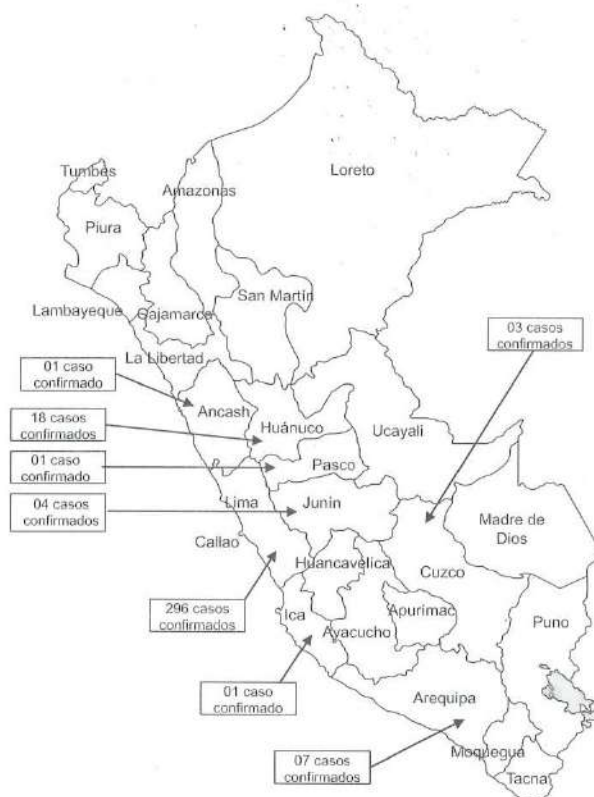 Loreto
Tumbes
Amazonas
Piura
San Martín
Lambayeque
Cajamarca
03 casos
confirmados
La Libertad
01 caso
confirmado
Ancash
18 casos
confirmados
Huánuco
Ucayali
01 caso
confirmado
Pasco
04 casos
confirmados
Lima
Junin
Madre de
Dios
Callao
Huancavelica
Cuzco
296 casos
confirmados
Ica
Apurimac
Ayacucho
Puno
01 caso
confirmado
Arequipa
07 casos
confirmados
Moquegua
Tacna